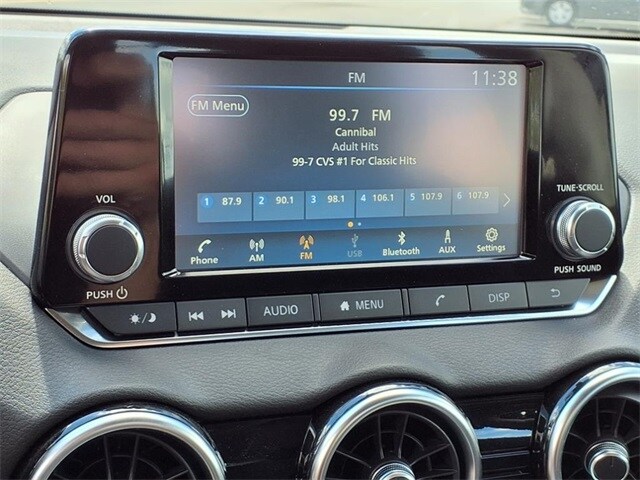 FM 11:38
FM Menu
99.7 FM
Cannibal
Adult Hits
99-7 CVS #1 For Classic Hits
1 87.9 2 90.1 3 98.1 4 106.1 5 107.9 6 107.9
Phone AM FM USB Bluetooth AUX Settings
VOL
PUSH
TUNE·SCROLL
PUSH SOUND
AUDIO MENU DISP